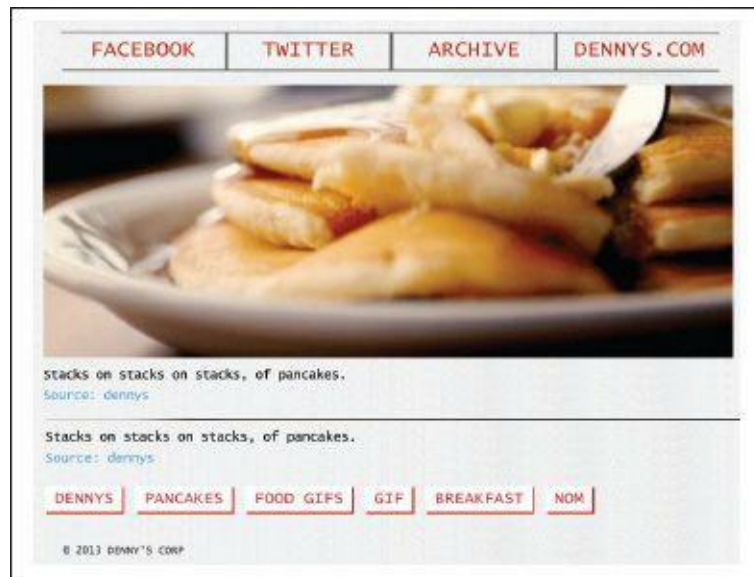 FACEBOOK TWITTER ARCHIVE DENNYS.COM
Stacks on stacks on stacks, of pancakes.
Source: dennys
Stacks on stacks on stacks, of pancakes.
Source: dennys
DENNYS PANCAKES FOOD GIFS GIF BREAKFAST NOM
© 2013 DENNY'S CORP